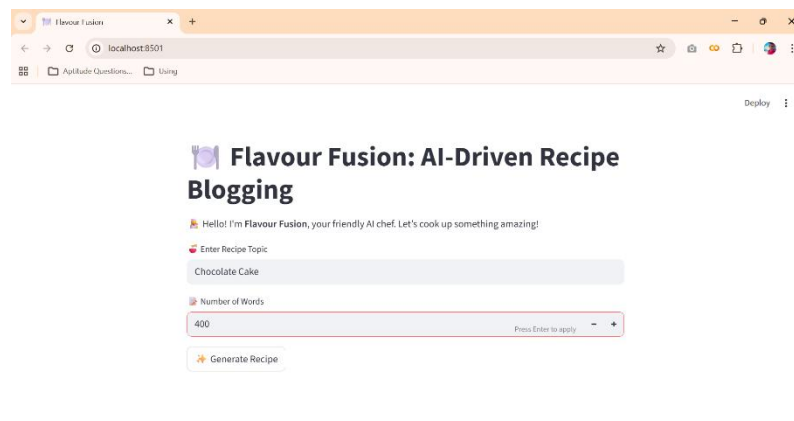 Flavour Fusion
localhost:8501
Aptitude Questions... Using
Deploy
Flavour Fusion: AI-Driven Recipe
Blogging
Hello! I'm Flavour Fusion, your friendly AI chef. Let's cook up something amazing!
Enter Recipe Topic
Chocolate Cake
Number of Words
400 Press Enter to apply - +
Generate Recipe